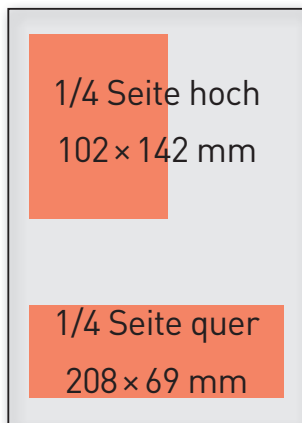 1/4 Seite hoch
102 × 142 mm
1/4 Seite quer
208 × 69 mm